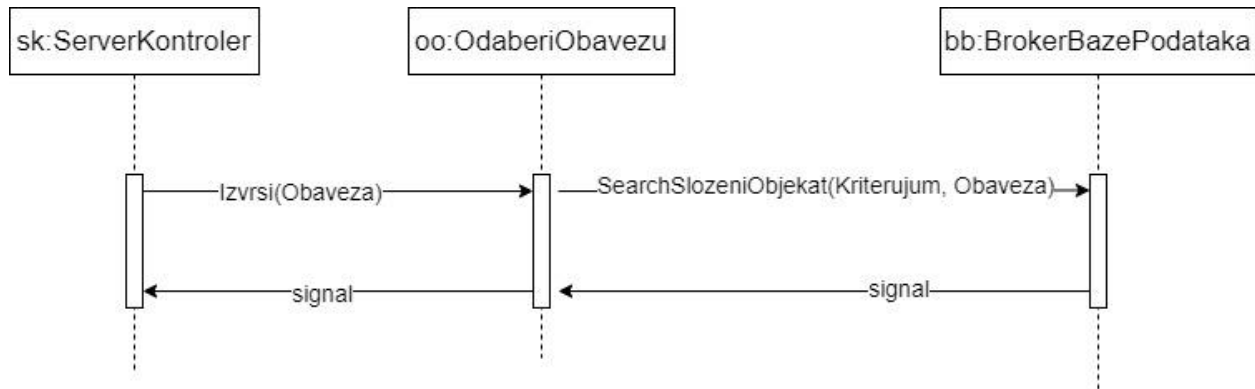 sk:ServerKontroler
oo:OdaberiObavezu
bb:BrokerBazePodataka
Izvrsi(Obaveza)
SearchSlozeniObjekat(Kriterujum, Obaveza)
signal
signal